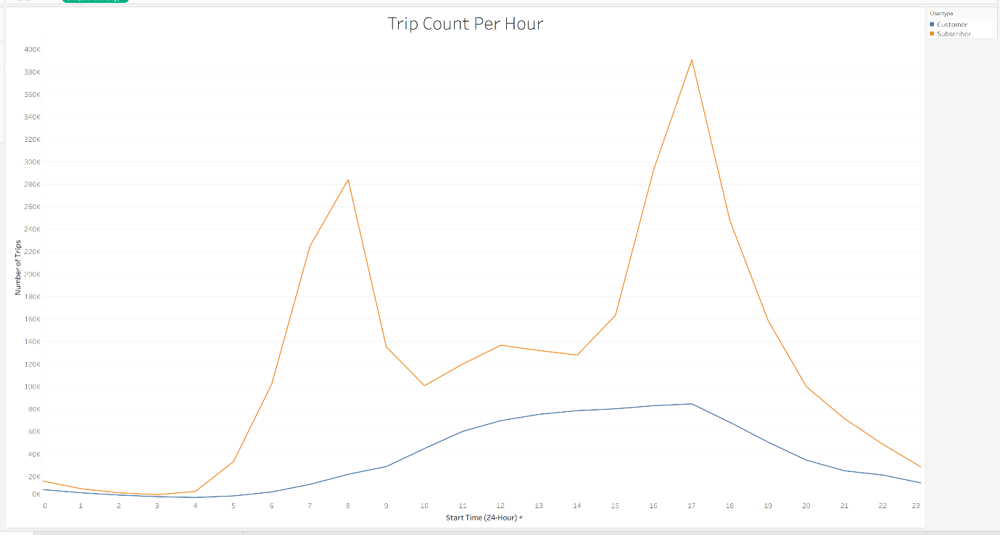 Trip Count Per Hour
Usertype
Customer
Subscriber
400K
380K
360K
340K
320K
300K
280K
260K
240K
220K
200K
180K
160K
140K
120K
100K
80K
60K
40K
20K
0K
Number of Trips
0 1 2 3 4 5 6 7 8 9 10 11 12 13 14 15 16 17 18 19 20 21 22 23
Start Time (24-Hour)